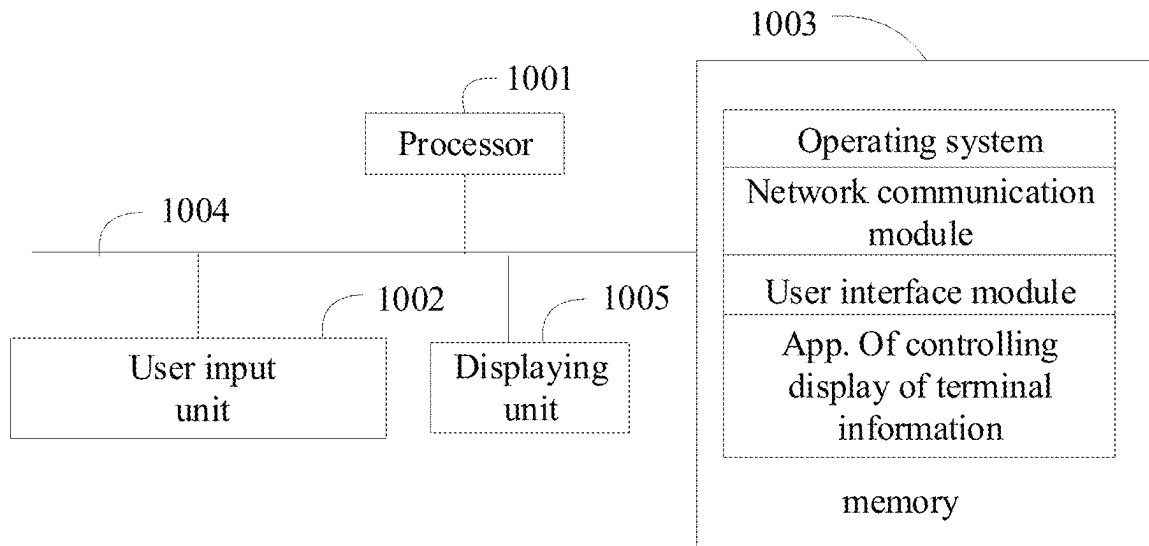 1003
1001
Processor
Operating system
Network communication
module
1004
User interface module
1002
1005
User input
unit
Displaying
unit
App. Of controlling
display of terminal
information
memory